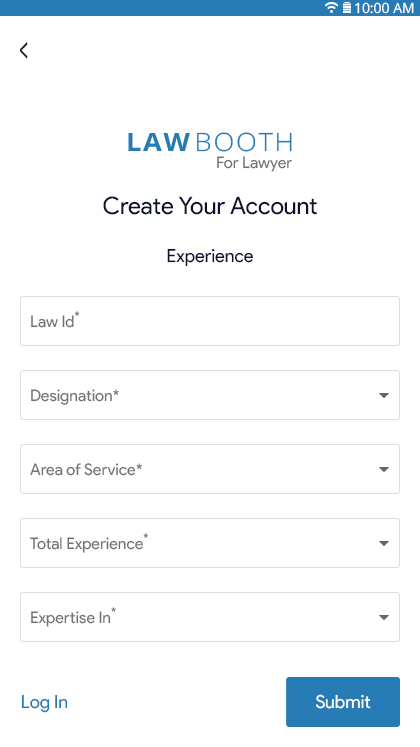 10:00 AM
LAW BOOTH
For Lawyer
Create Your Account
Experience
Law Id*
Designation*
Area of Service*
Total Experience*
Expertise In*
Log In
Submit